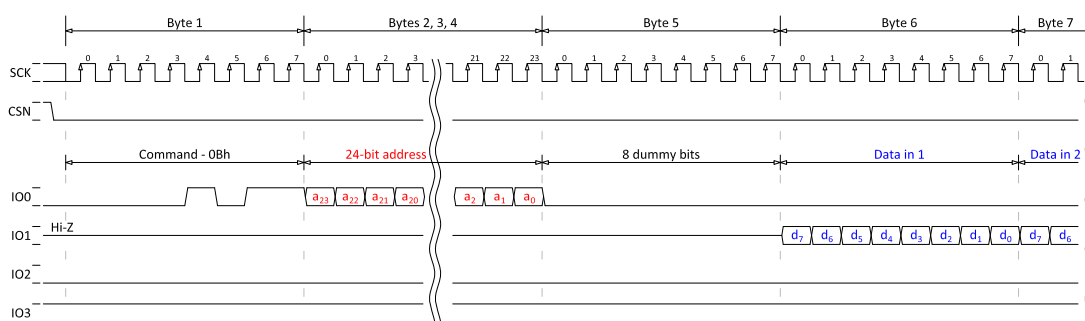 Byte 1 Bytes 2, 3, 4 Byte 5 Byte 6 Byte 7
SCK 0 1 2 3 4 5 6 7 0 1 2 3 21 22 23 0 1 2 3 4 5 6 7 0 1 2 3 4 5 6 7 0 1
CSN
Command - 0Bh 24-bit address 8 dummy bits Data in 1 Data in 2
IO0 a23 a22 a21 a20 a2 a1 a0
IO1 Hi-Z d7 d6 d5 d4 d3 d2 d1 d0 d7 d6
IO2
IO3